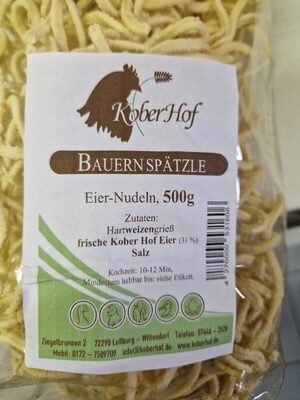 KoberHof
BAUERNSPÄTZLE
Eier-Nudeln, 500g
Zutaten:
Hartweizengrieß
frische Kober Hof Eier (31 %)
Salz
Kochzeit: 10-12 Min,
Mindestens haltbar bis: siehe Etikett.
Ziegelbrunnen 2 72290 Loßburg - Wittendorf Telefon: 07446 - 3528
Mobil: 0172 - 7509709 info@koberhof.de www.koberhof.de